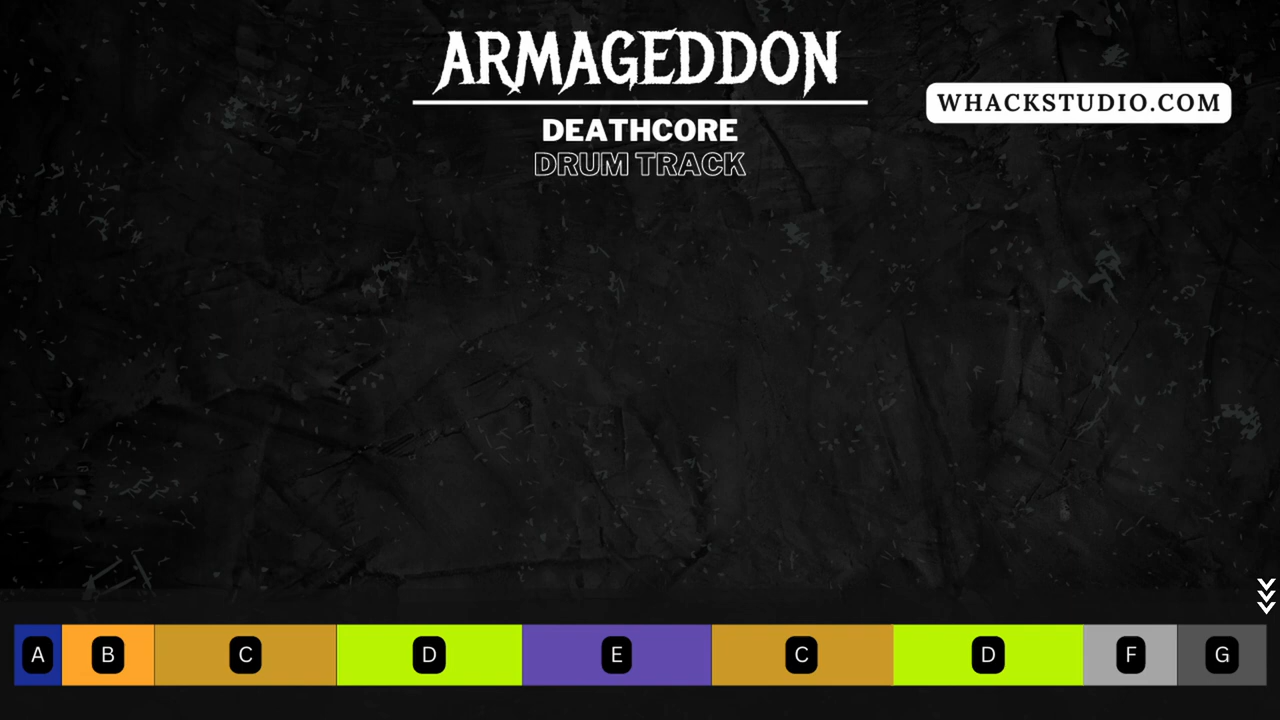 ARMAGEDDON
WHACKSTUDIO.COM
DEATHCORE
DRUM TRACK
A B C D E C D F G